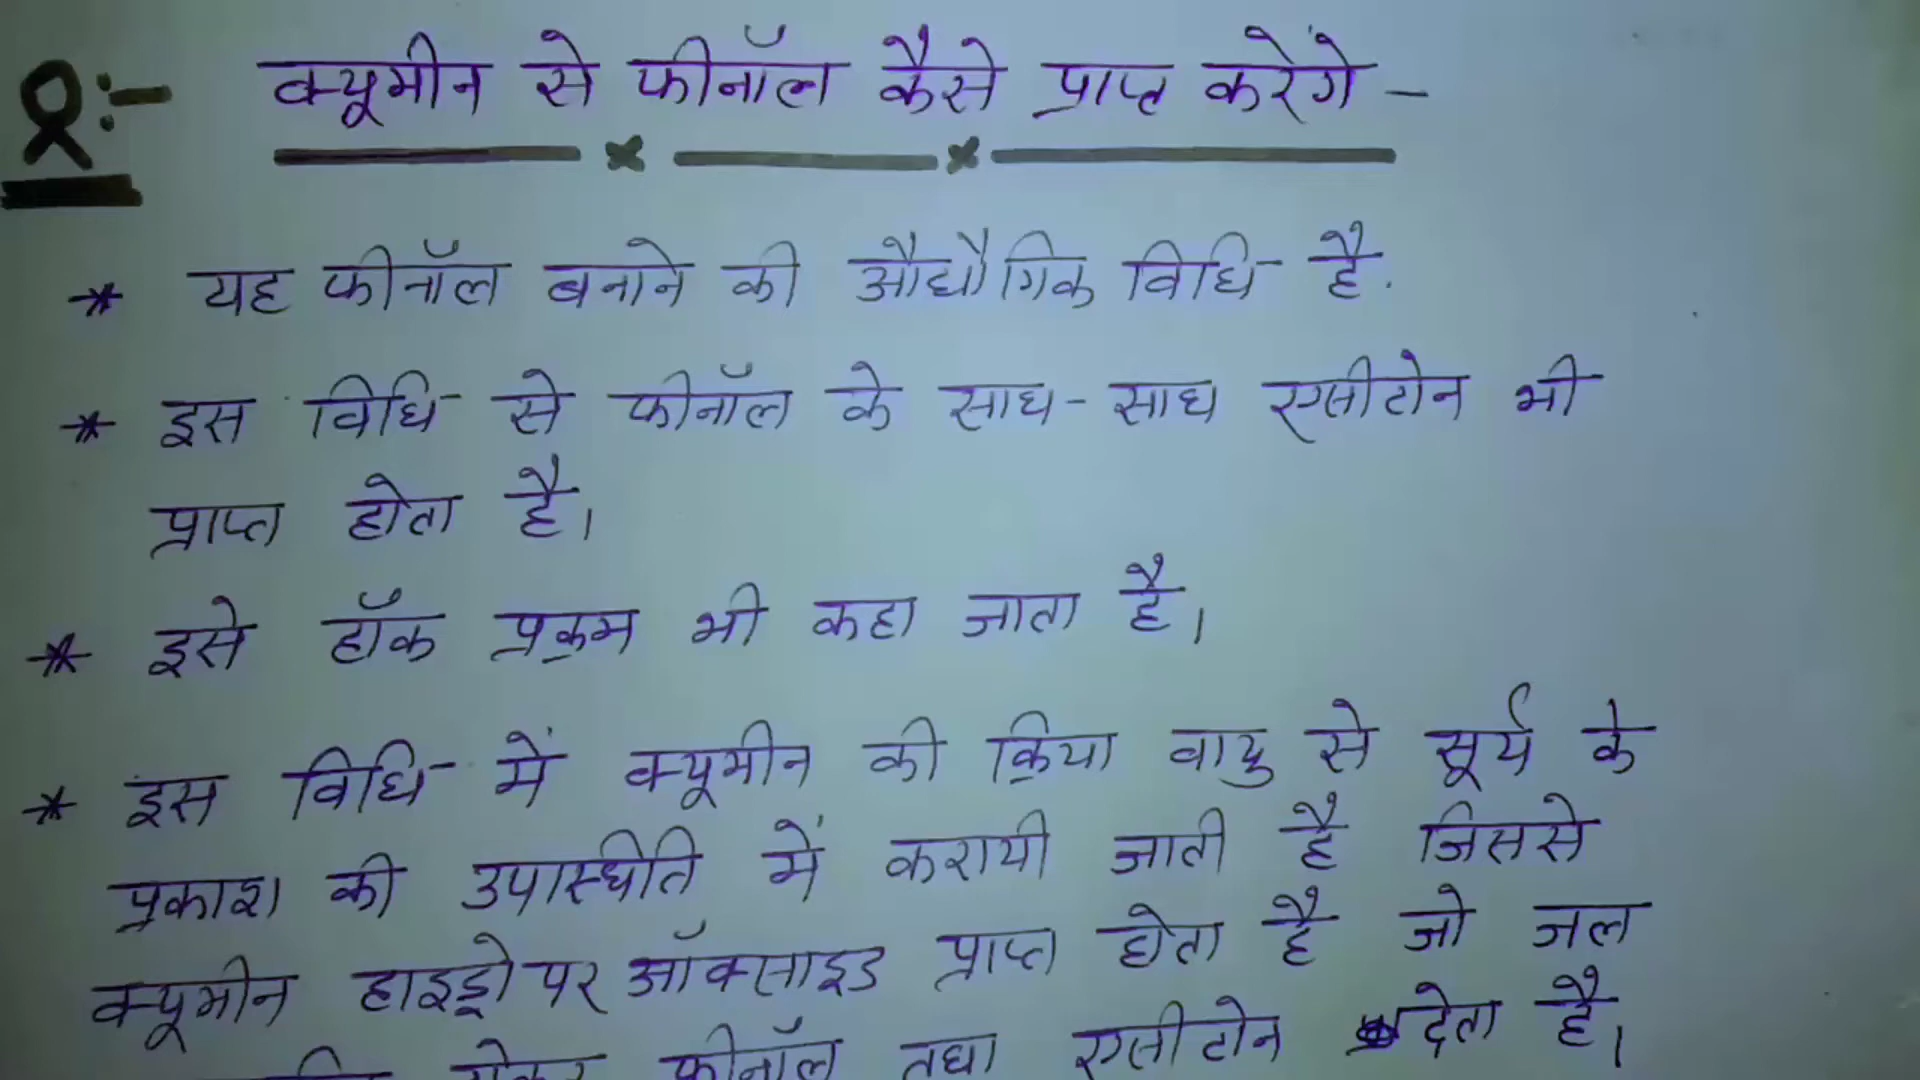 Q:- क्यूमीन से फीनॉल कैसे प्राप्त करेंगे -
* यह फीनॉल बनाने की औद्यौगिक विधि है.
* इस विधि से फीनॉल के साथ-साथ एसीटोन भी
प्राप्त होता है।
* इसे हॉक प्रक्रम भी कहा जाता है।
* इस विधि में क्यूमीन की क्रिया वायु से सूर्य के
प्रकाश की उपास्थिति में करायी जाती है जिससे
क्यूमीन हाइड्रोपर ऑक्साइड प्राप्त होता है जो जल
फीनॉल तथा एसीटोन देता है।